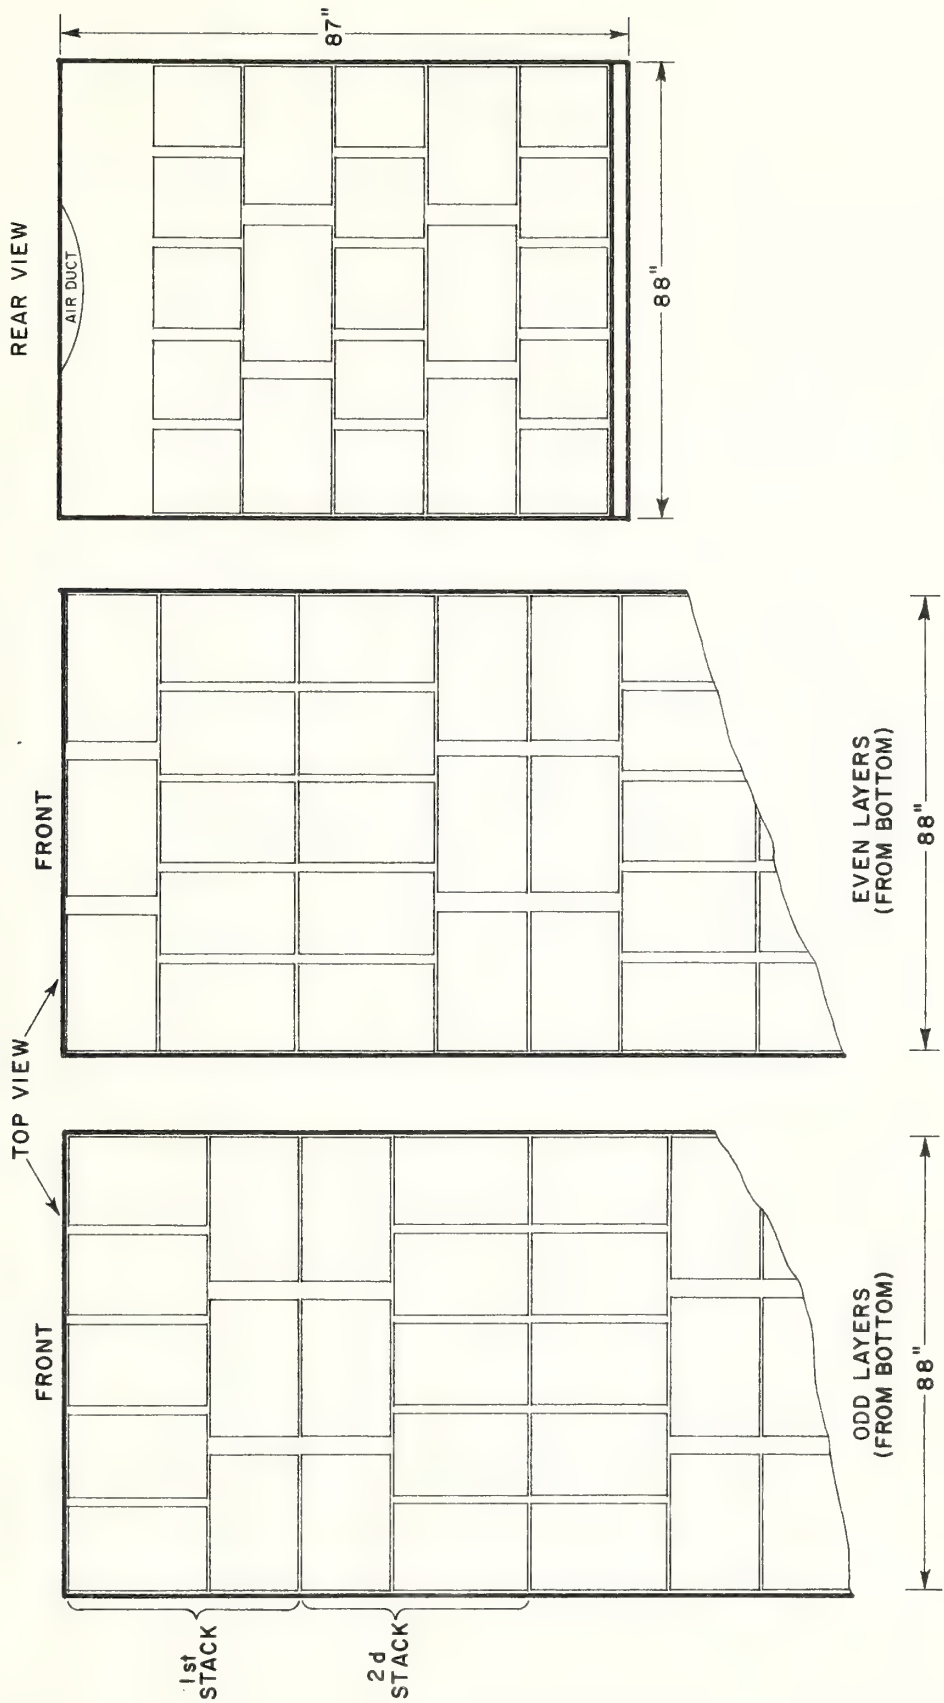 TOP VIEW
FRONT
FRONT
REAR VIEW
AIR DUCT
87"
88"
1st
STACK
2d
STACK
ODD LAYERS
(FROM BOTTOM)
88"
EVEN LAYERS
(FROM BOTTOM)
88"